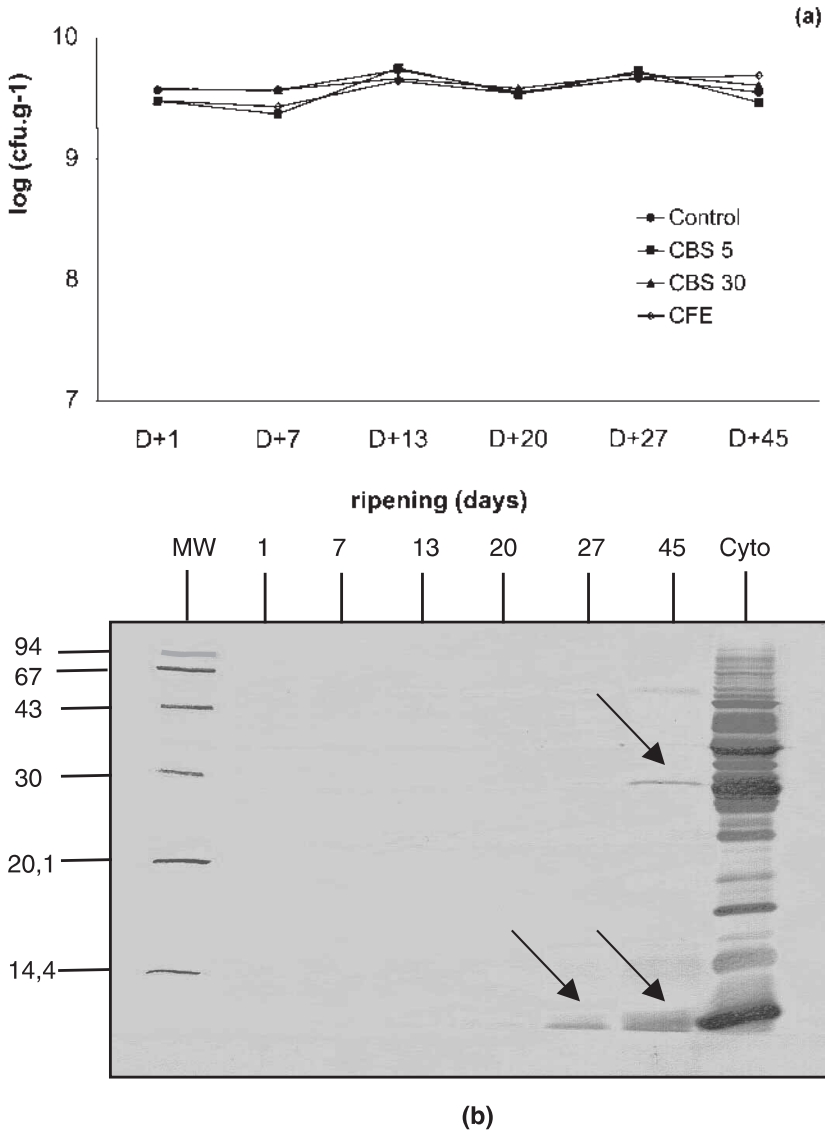 (a)
10
9
8
7
log (cfu.g-1)
Control
CBS 5
CBS 30
CFE
D+1 D+7 D+13 D+20 D+27 D+45
ripening (days)
MW 1 7 13 20 27 45 Cyto
94
67
43
30
20,1
14,4
(b)